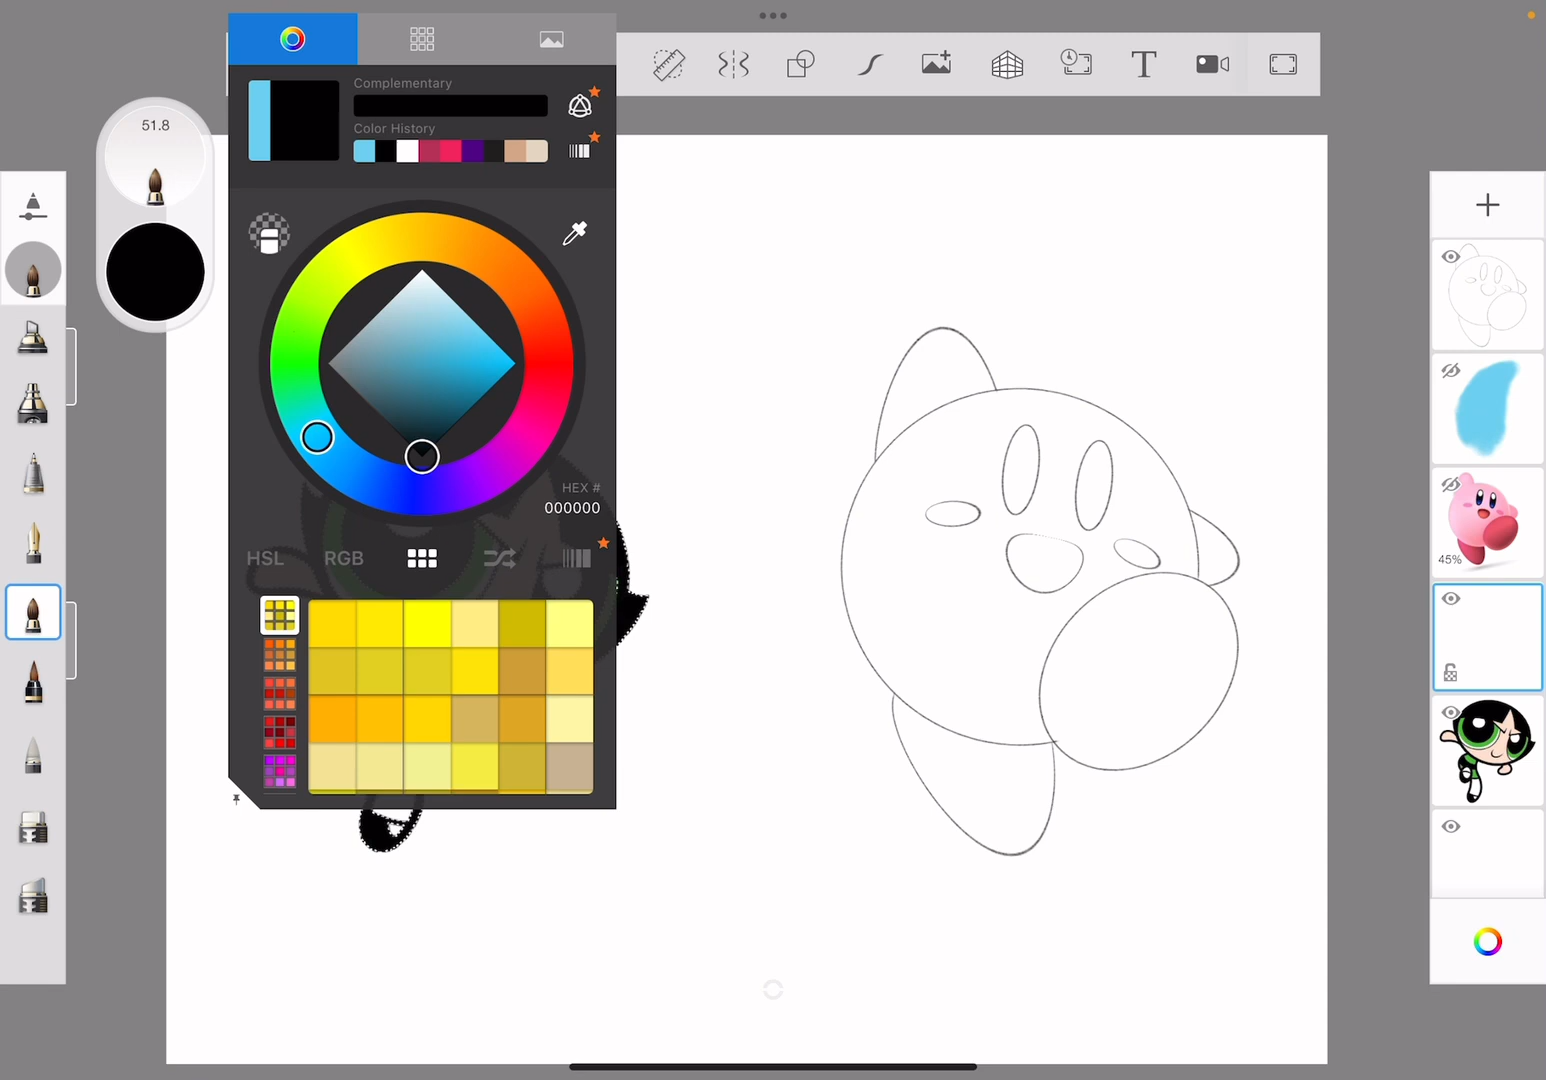 Complementary
51.8
Color History
T
HEX #
000000
HSL
RGB
45%